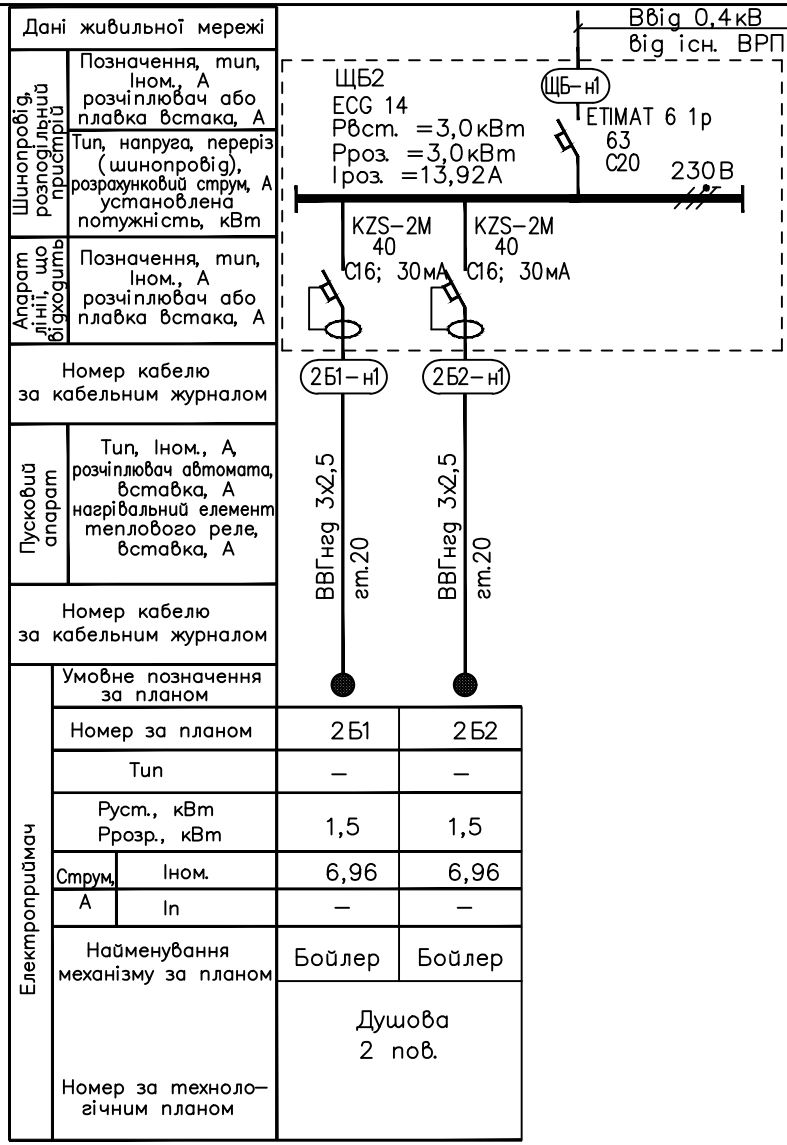 Дані живильної мережі
Ввід 0,4кВ
від існ. ВРП
Шинопровід,
розподільний
пристрій
Позначення, тип,
Іном., А
розчіплювач або
плавка встака, А
Тип, напруга, переріз
(шинопровід),
розрахунковий струм, А
установлена
потужність, кВт
ЩБ2
ECG 14
Рвст. =3,0кВт
Рроз. =3,0кВт
Іроз. =13,92А
ЩБ-н1
ETIMAT 6 1p
63
C20
230В
Апарат
лінії, що
відходить
Позначення, тип,
Іном., А
розчіплювач або
плавка встака, А
KZS-2M
40
C16; 30мА
KZS-2M
40
C16; 30мА
Номер кабелю
за кабельним журналом
2Б1-н1
2Б2-н1
Пусковий
апарат
Тип, Іном., А,
розчіплювач автомата,
вставка, А
нагрівальний елемент
теплового реле,
вставка, А
ВВГнгд 3х2,5
гт.20
ВВГнгд 3х2,5
гт.20
Номер кабелю
за кабельним журналом
Електроприймач
Умовне позначення
за планом
Номер за планом
2Б1
2Б2
Тип
–
–
Руст., кВт
Ррозр., кВт
1,5
1,5
Струм,
А
Іном.
6,96
6,96
Іп
–
–
Найменування
механізму за планом
Бойлер
Бойлер
Душова
2 пов.
Номер за техноло-
гічним планом